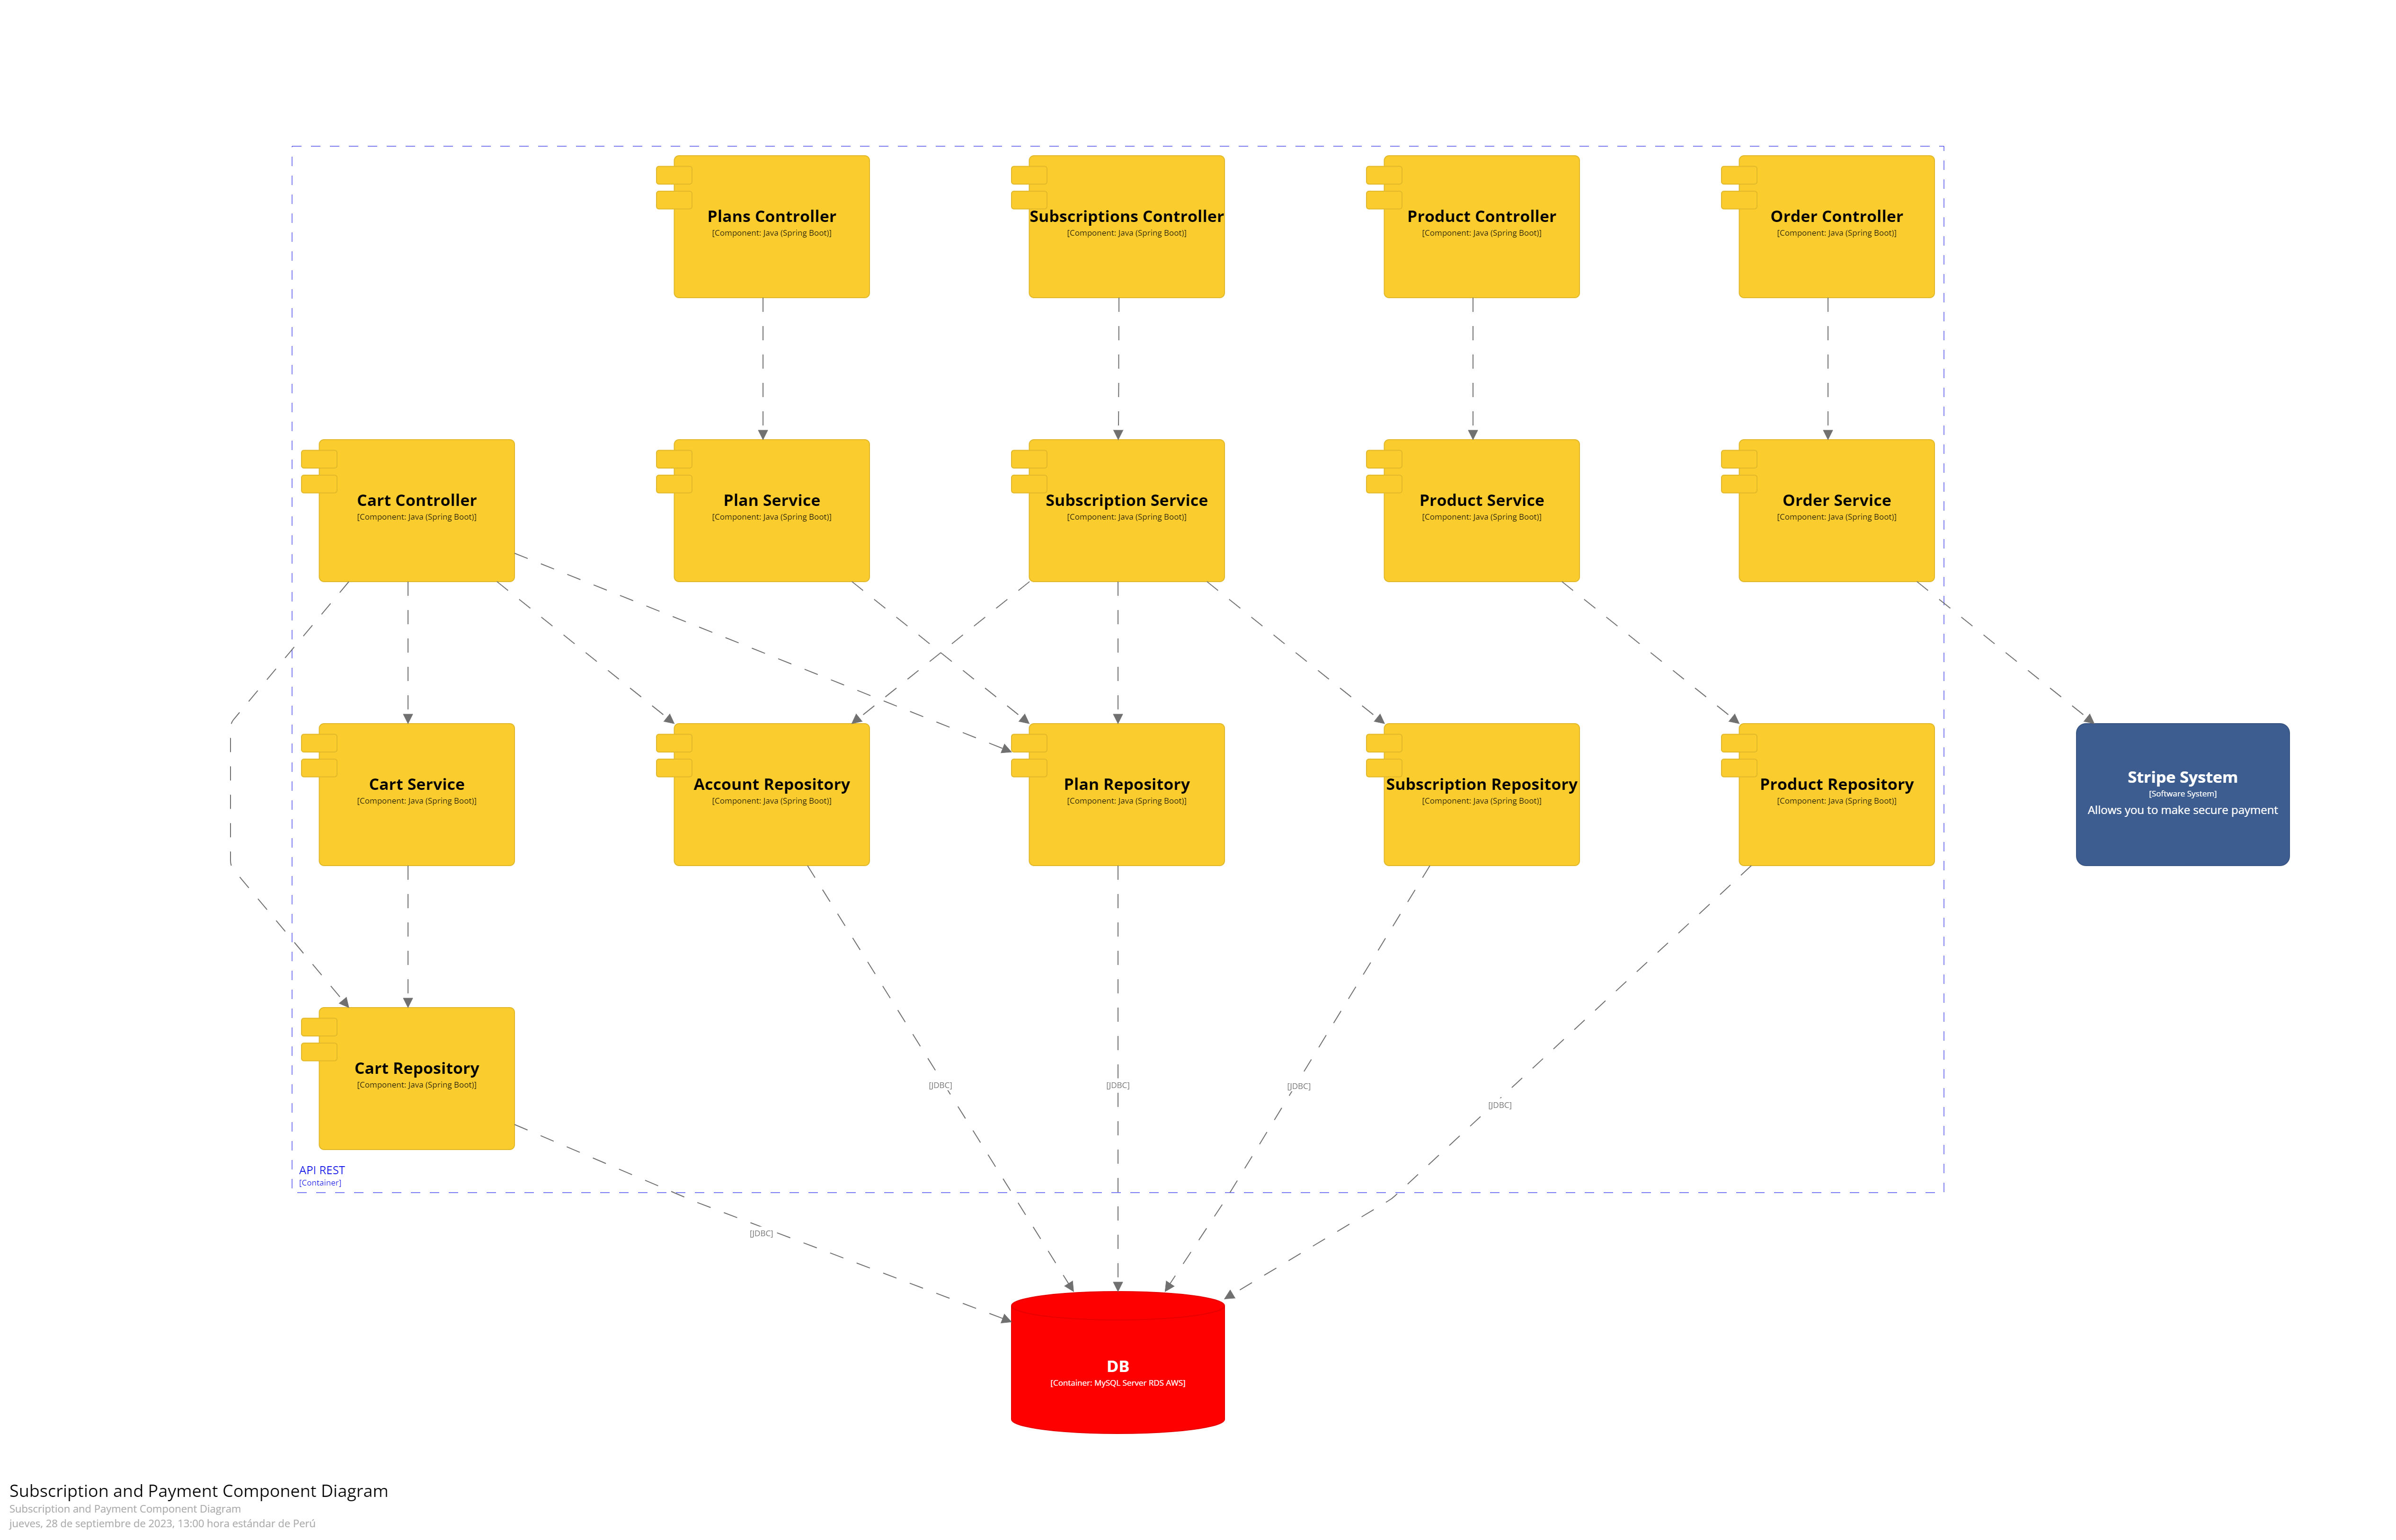 Plans Controller
[Component: Java (Spring Boot)]
Subscriptions Controller
[Component: Java (Spring Boot)]
Product Controller
[Component: Java (Spring Boot)]
Order Controller
[Component: Java (Spring Boot)]
Cart Controller
[Component: Java (Spring Boot)]
Plan Service
[Component: Java (Spring Boot)]
Subscription Service
[Component: Java (Spring Boot)]
Product Service
[Component: Java (Spring Boot)]
Order Service
[Component: Java (Spring Boot)]
Cart Service
[Component: Java (Spring Boot)]
Account Repository
[Component: Java (Spring Boot)]
Plan Repository
[Component: Java (Spring Boot)]
Subscription Repository
[Component: Java (Spring Boot)]
Product Repository
[Component: Java (Spring Boot)]
Stripe System
[Software System]
Allows you to make secure payment
Cart Repository
[Component: Java (Spring Boot)]
[JDBC]
[JDBC]
[JDBC]
[JDBC]
API REST
[Container]
[JDBC]
DB
[Container: MySQL Server RDS AWS]
Subscription and Payment Component Diagram
Subscription and Payment Component Diagram
jueves, 28 de septiembre de 2023, 13:00 hora estándar de Perú